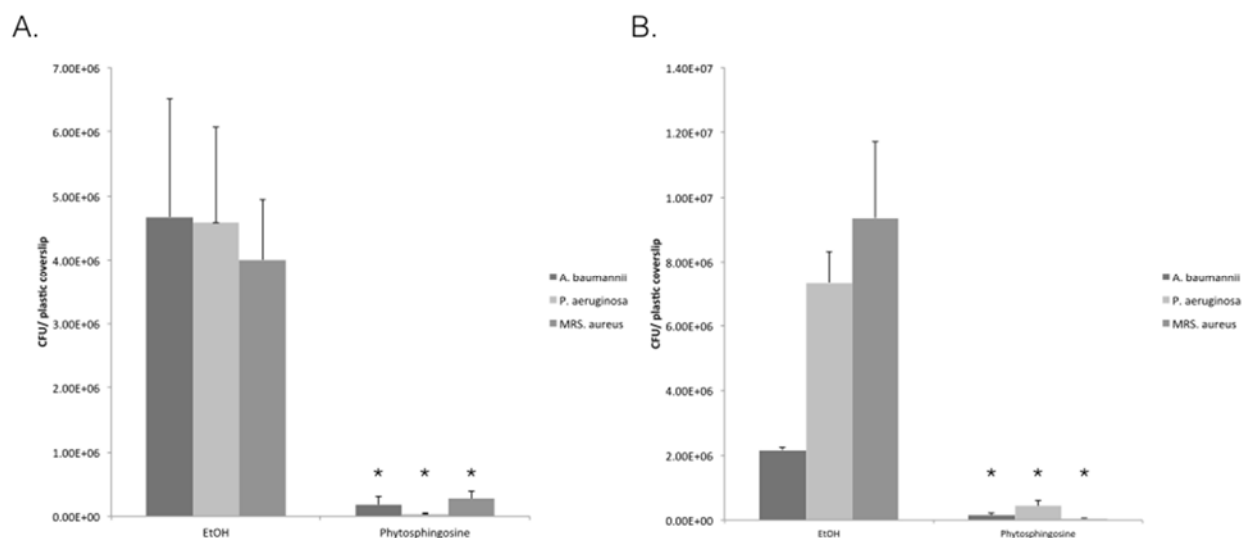 A.
7.00E+06
6.00E+06
5.00E+06
4.00E+06
3.00E+06
2.00E+06
1.00E+06
0.00E+00
CFU/ plastic coverslip
EtOH
Phytosphingosine
* * *
A. baumannii
P. aeruginosa
MRS. aureus
B.
1.40E+07
1.20E+07
1.00E+07
8.00E+06
6.00E+06
4.00E+06
2.00E+06
0.00E+00
CFU/ plastic coverslip
EtOH
Phytosphingosine
* * *
A. baumannii
P. aeruginosa
MRS. aureus